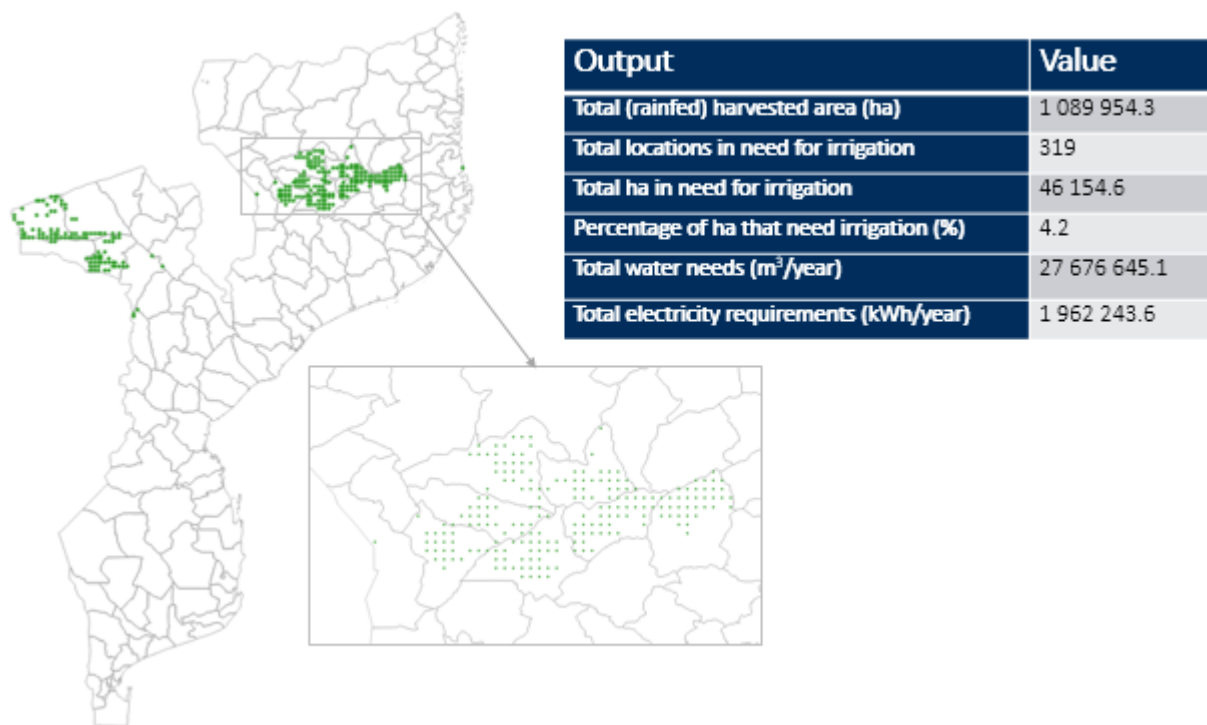 Output Value
Total (rainfed) harvested area (ha) 1 089 954.3
Total locations in need for irrigation 319
Total ha in need for irrigation 46 154.6
Percentage of ha that need irrigation (%) 4.2
Total water needs (m³/year) 27 676 645.1
Total electricity requirements (kWh/year) 1 962 243.6